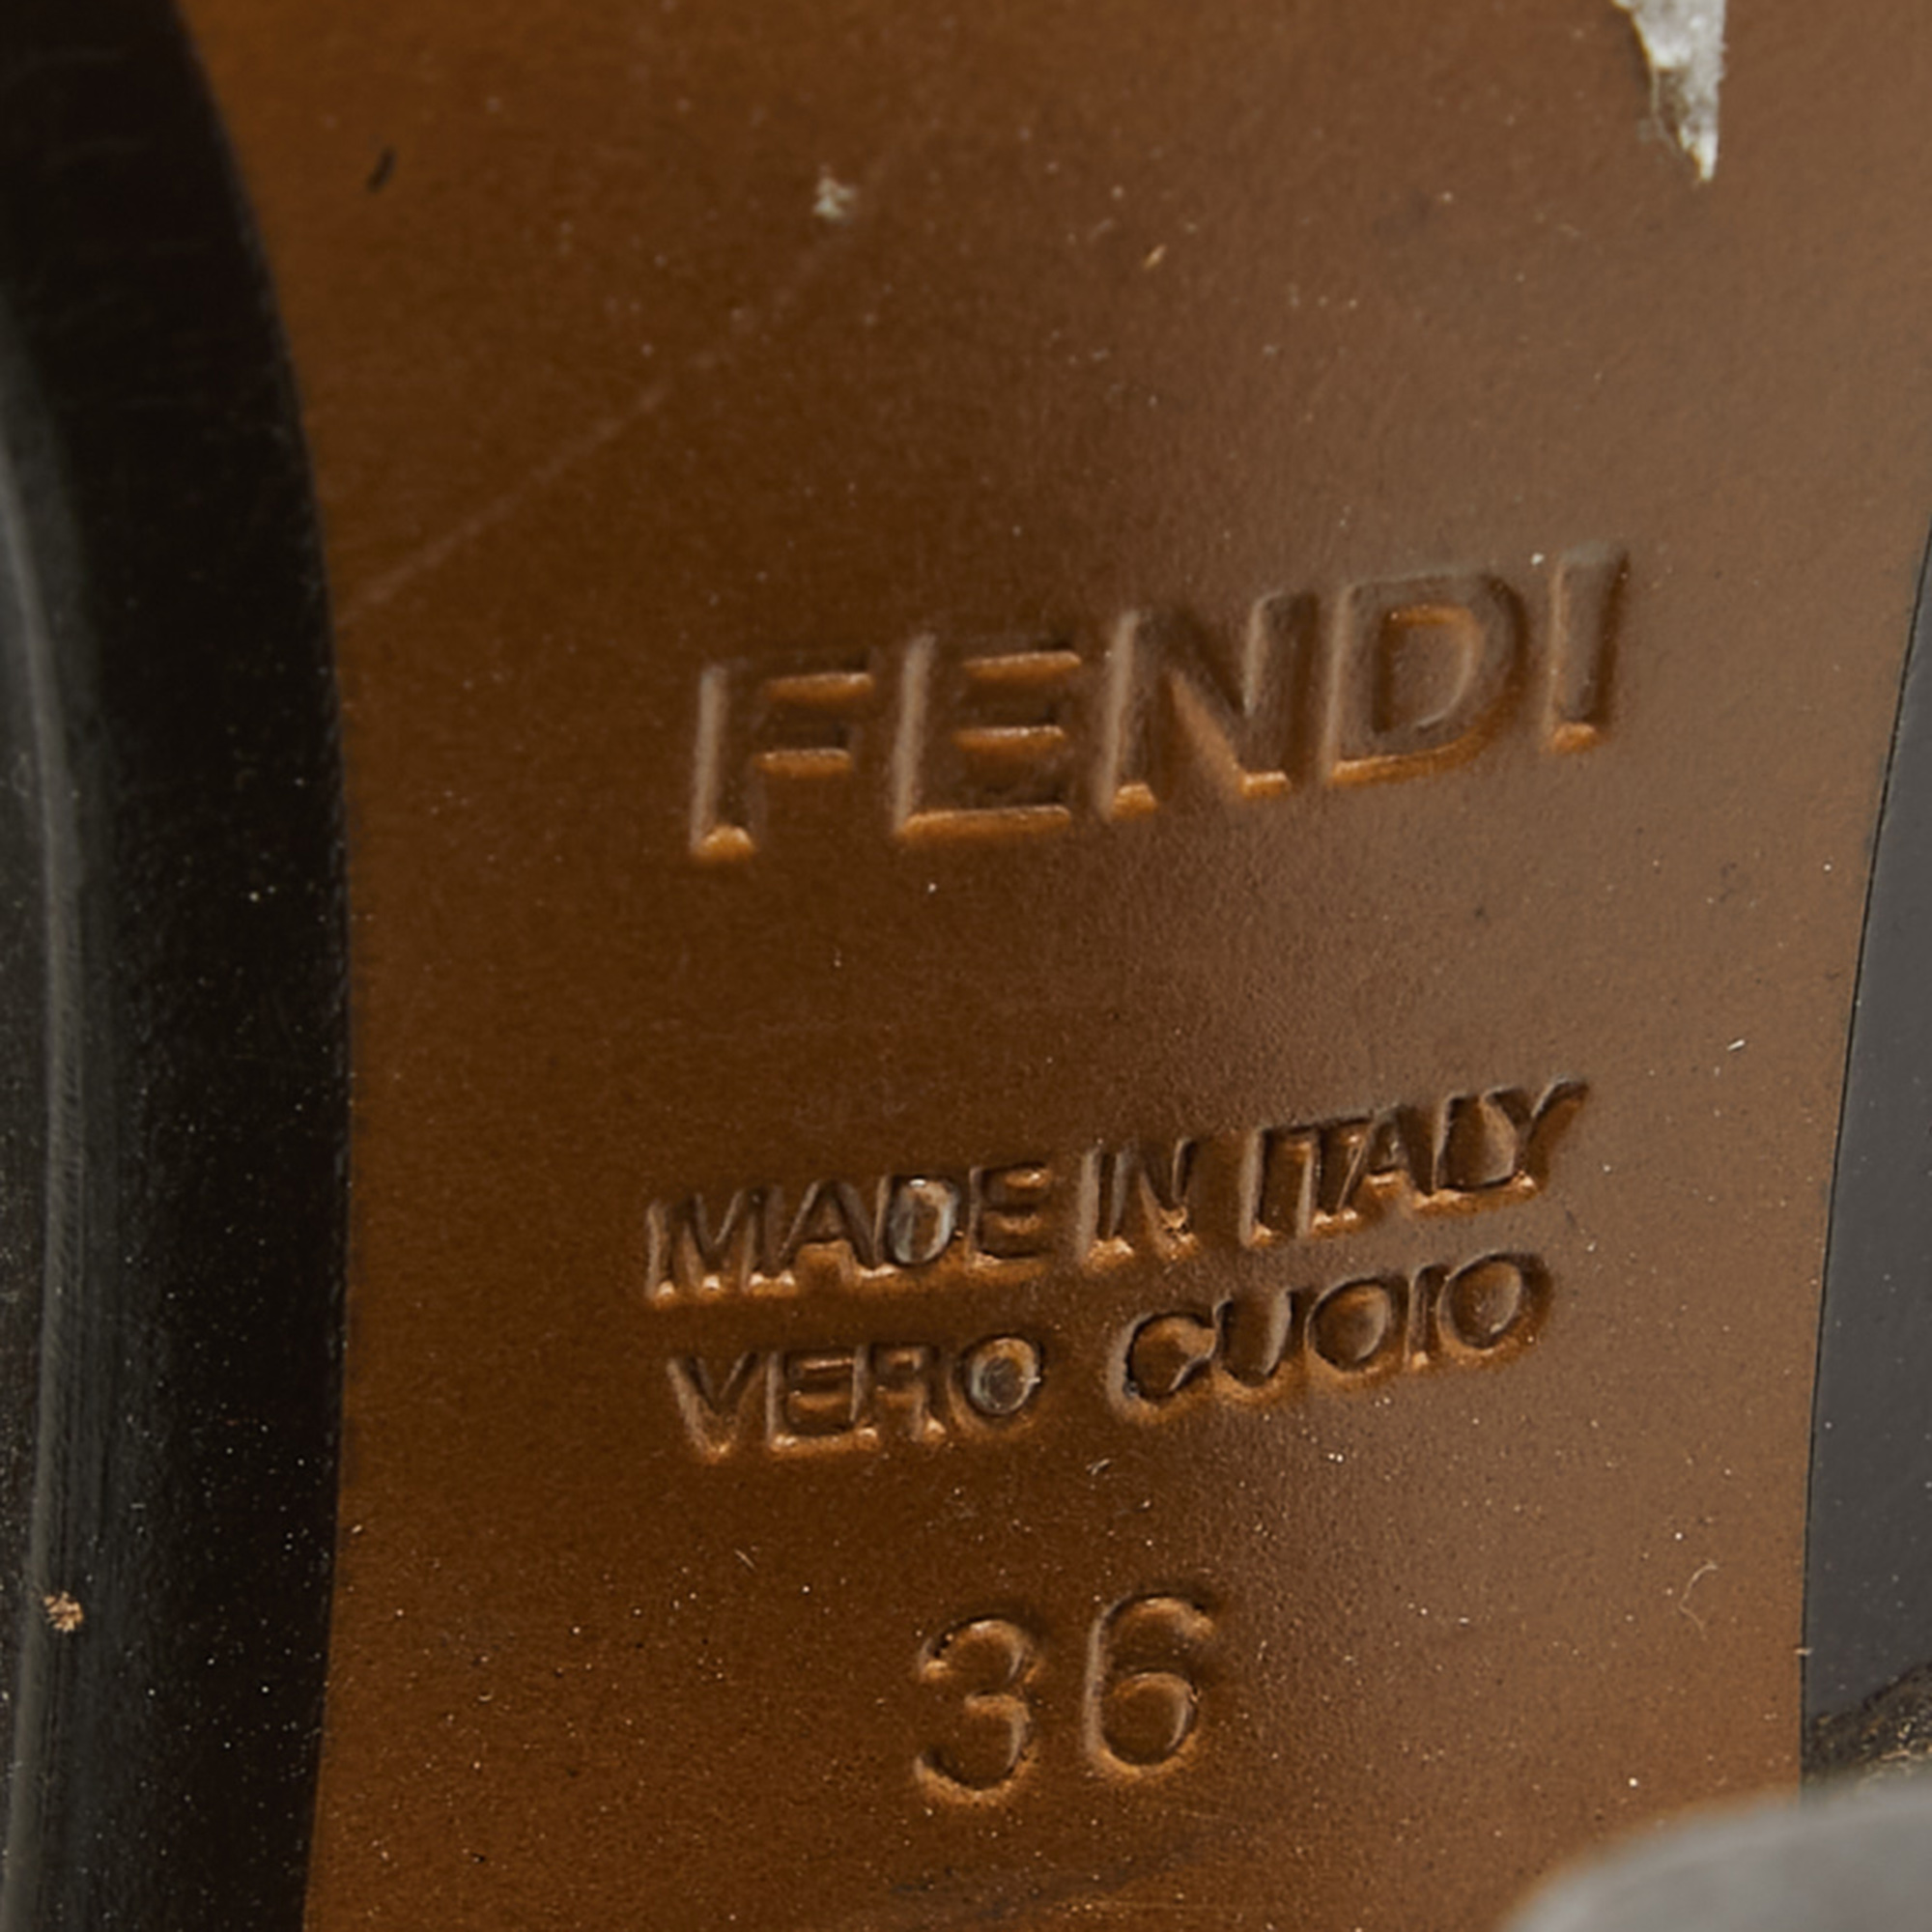 FENDI
MADE IN ITALY
VERO CUOIO
36